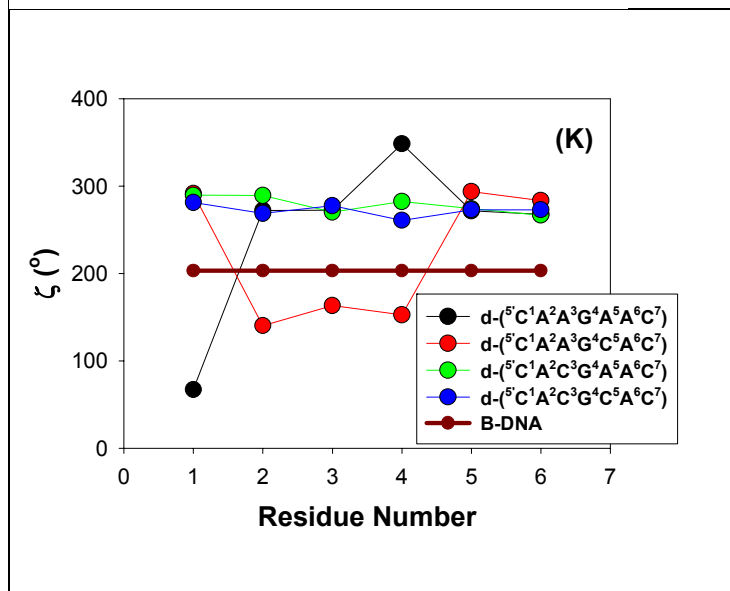 400
(K)
300
ζ (º)
200
d-(⁵'C¹A²A³G⁴A⁵A⁶C⁷)
d-(⁵'C¹A²A³G⁴C⁵A⁶C⁷)
100
d-(⁵'C¹A²C³G⁴A⁵A⁶C⁷)
d-(⁵'C¹A²C³G⁴C⁵A⁶C⁷)
B-DNA
0
0 1 2 3 4 5 6 7
Residue Number